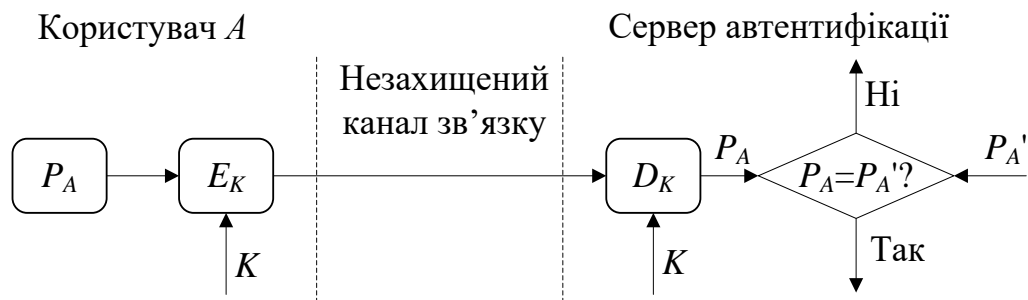 Користувач A
Сервер автентифікації
Незахищений
канал зв’язку
Ні
P_A
E_K
D_K
P_A
P_A=P_A'?
P_A'
K
K
Так